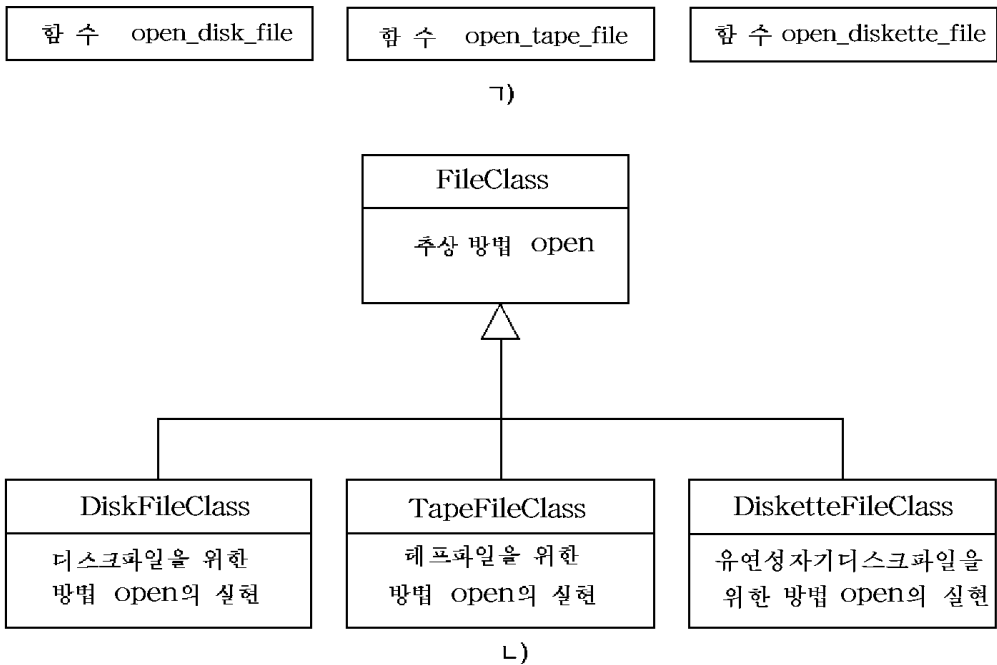 함 수 open_disk_file
함 수 open_tape_file
함 수 open_diskette_file
ㄱ)
FileClass
추상 방법 open
DiskFileClass
디스크파일을 위한
방법 open의 실현
TapeFileClass
테프파일을 위한
방법 open의 실현
DisketteFileClass
유연성자기디스크파일을
위한 방법 open의 실현
ㄴ)